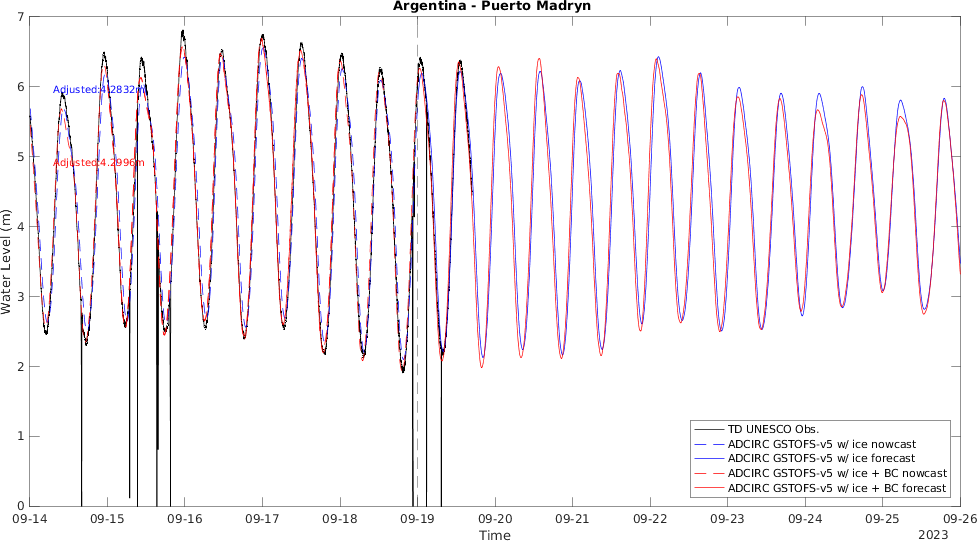 Argentina - Puerto Madryn
7
6
5
4
3
2
1
0
Water Level (m)
Adjusted:4.2832m
Adjusted:4.2996m
TD UNESCO Obs.
ADCIRC GSTOFS-v5 w/ ice nowcast
ADCIRC GSTOFS-v5 w/ ice forecast
ADCIRC GSTOFS-v5 w/ ice + BC nowcast
ADCIRC GSTOFS-v5 w/ ice + BC forecast
09-14 09-15 09-16 09-17 09-18 09-19 09-20 09-21 09-22 09-23 09-24 09-25 09-26
Time
2023